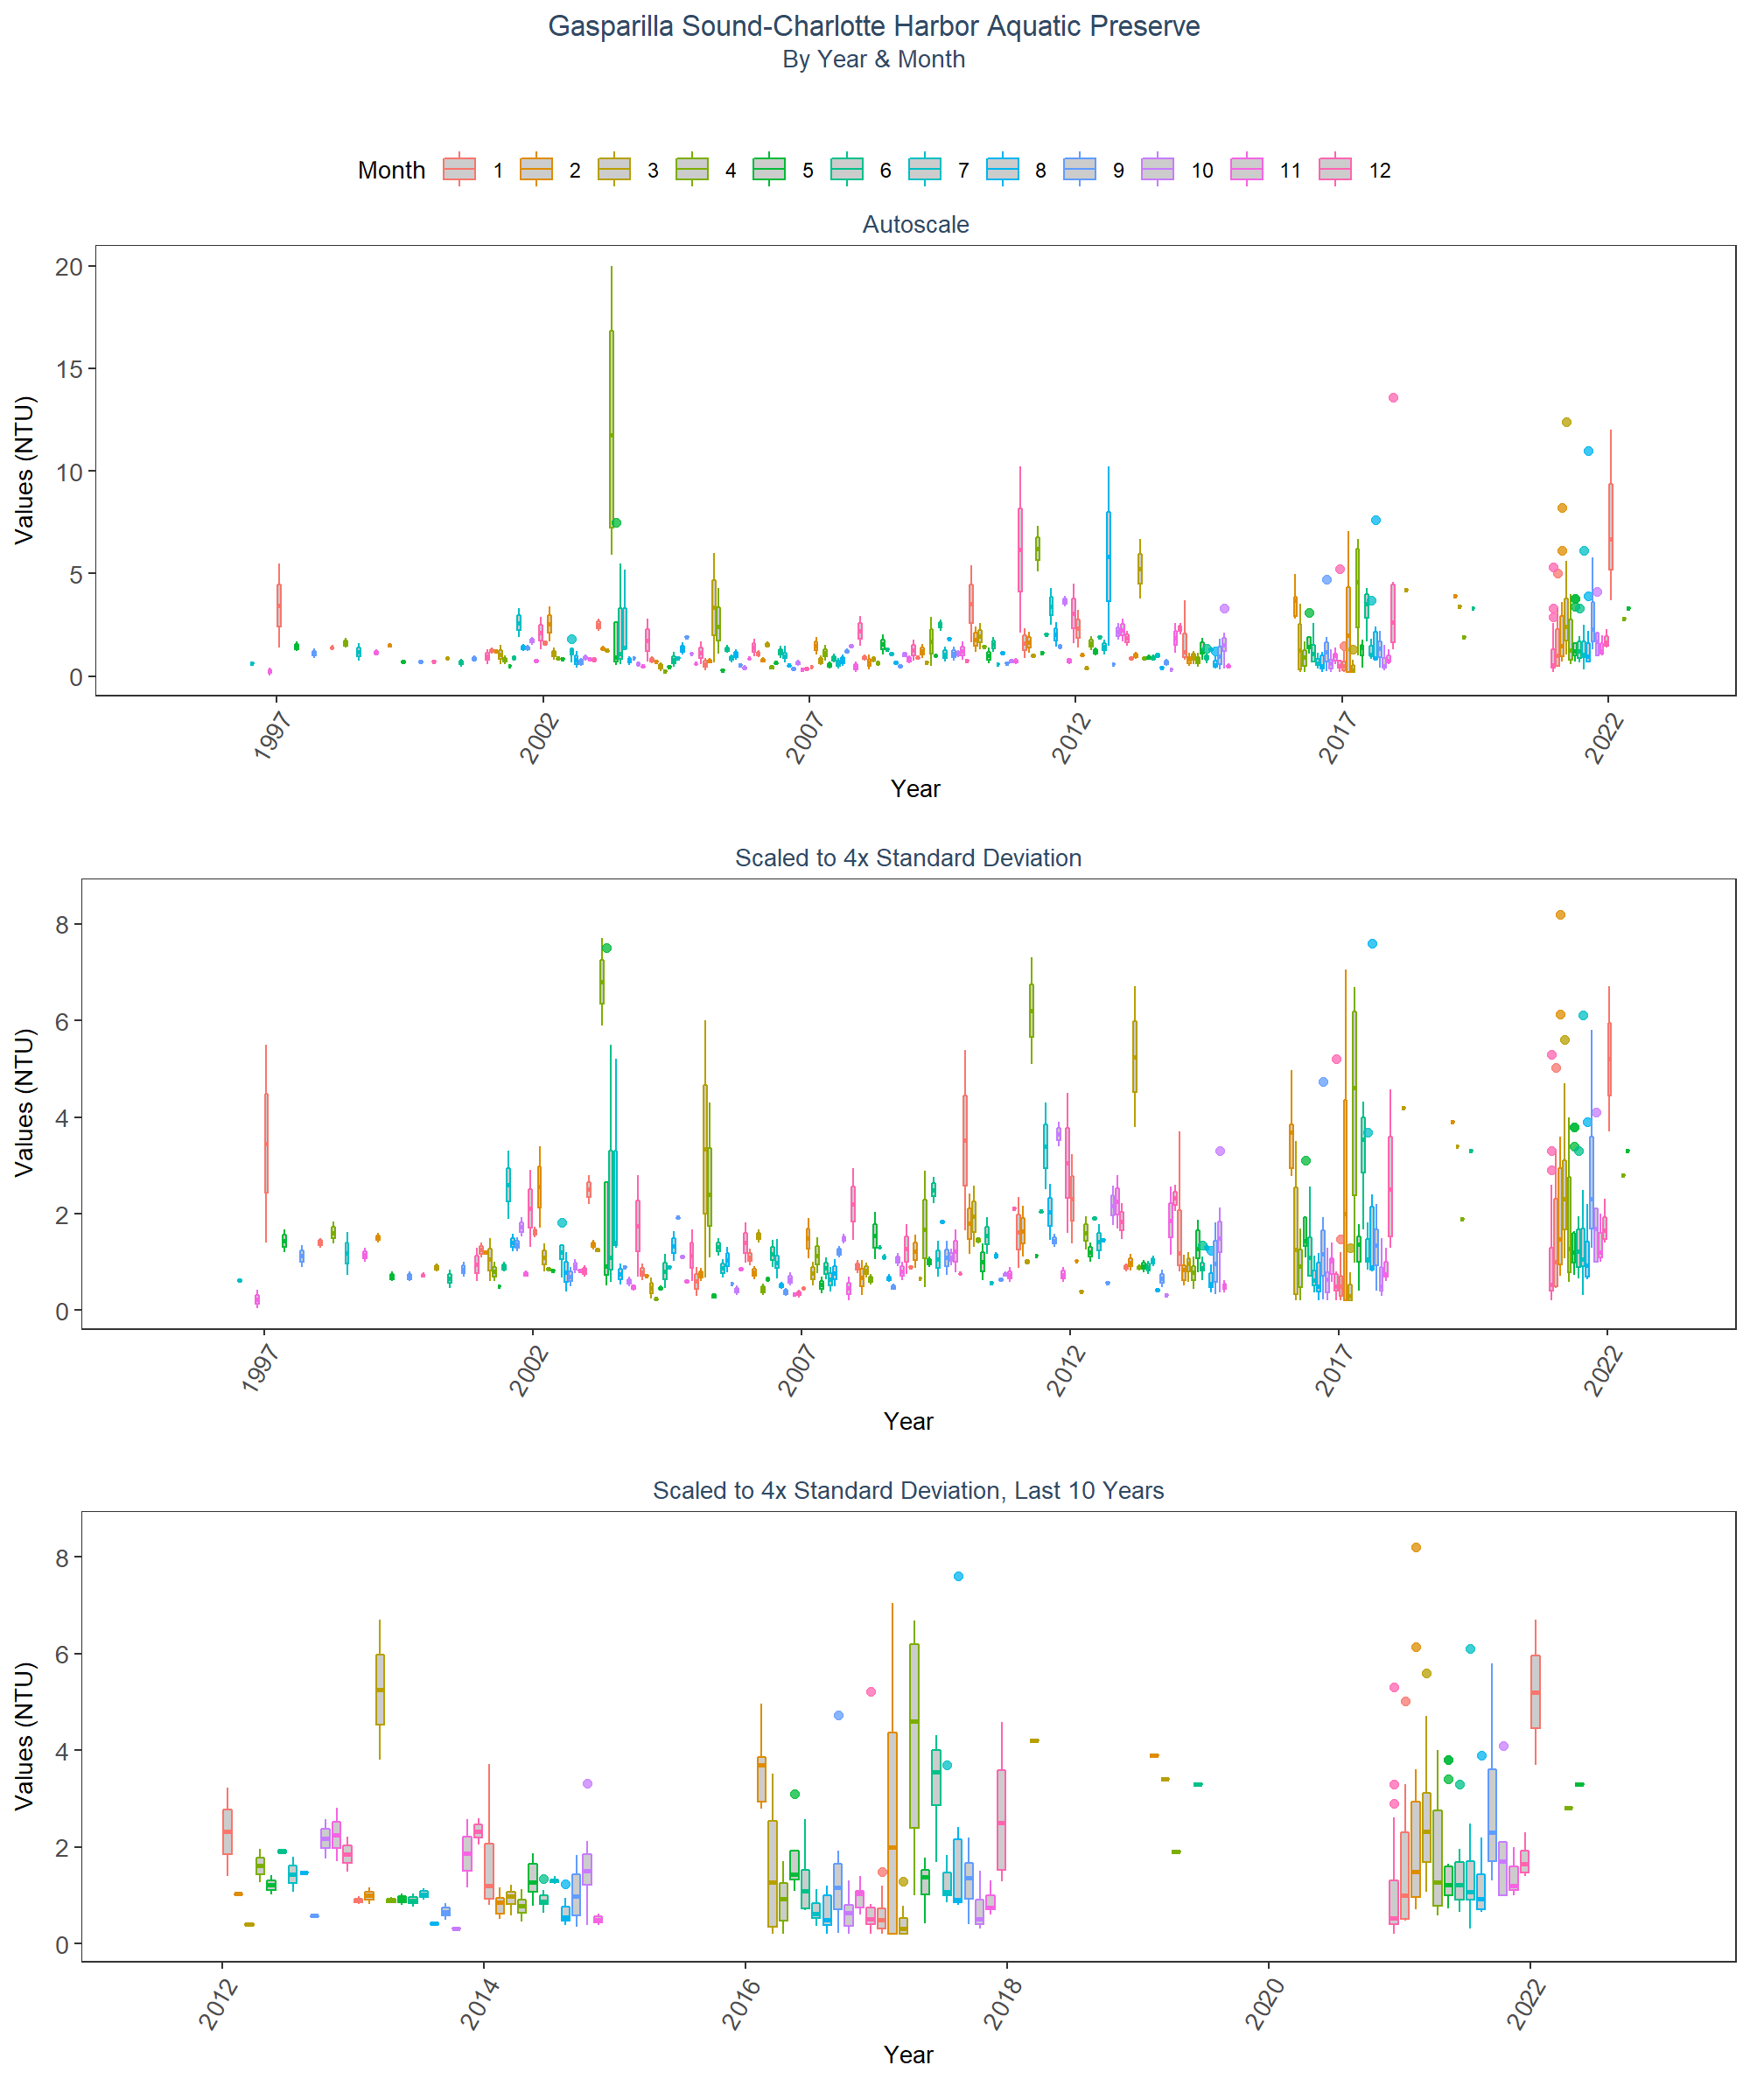 Gasparilla Sound-Charlotte Harbor Aquatic Preserve
By Year & Month
Month 1 2 3 4 5 6 7 8 9 10 11 12
Autoscale
Values (NTU)
20
15
10
5
0
1997 2002 2007 2012 2017 2022
Year
Scaled to 4x Standard Deviation
Values (NTU)
8
6
4
2
0
1997 2002 2007 2012 2017 2022
Year
Scaled to 4x Standard Deviation, Last 10 Years
Values (NTU)
8
6
4
2
0
2012 2014 2016 2018 2020 2022
Year